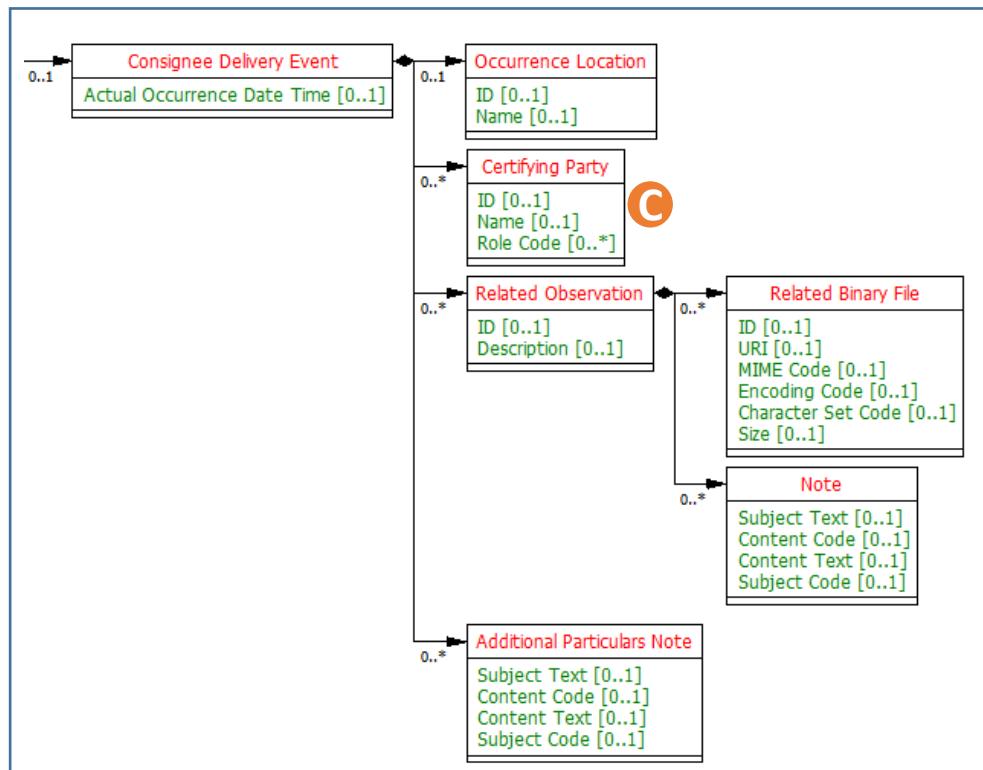 Consignee Delivery Event
0..1
Actual Occurrence Date Time [0..1]
Occurrence Location
0..1
ID [0..1]
Name [0..1]
Certifying Party
0..*
ID [0..1]
Name [0..1]
Role Code [0..*]
C
Related Observation
0..*
ID [0..1]
Description [0..1]
Related Binary File
0..*
ID [0..1]
URI [0..1]
MIME Code [0..1]
Encoding Code [0..1]
Character Set Code [0..1]
Size [0..1]
Note
0..*
Subject Text [0..1]
Content Code [0..1]
Content Text [0..1]
Subject Code [0..1]
Additional Particulars Note
0..*
Subject Text [0..1]
Content Code [0..1]
Content Text [0..1]
Subject Code [0..1]